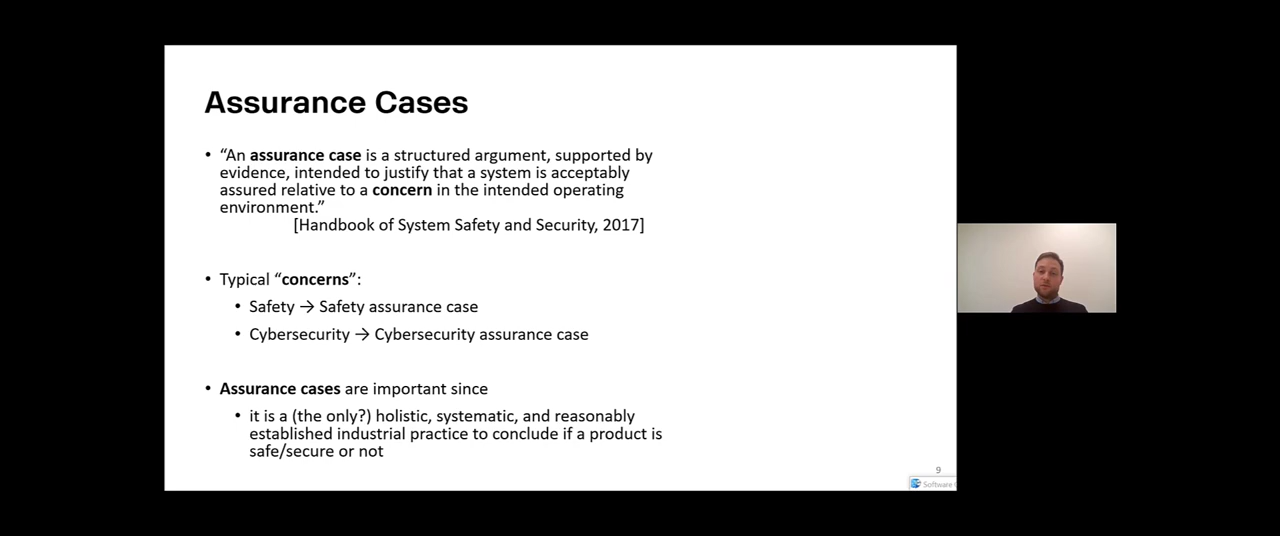 Assurance Cases
• “An assurance case is a structured argument, supported by
evidence, intended to justify that a system is acceptably
assured relative to a concern in the intended operating
environment.”
[Handbook of System Safety and Security, 2017]
• Typical “concerns”:
• Safety → Safety assurance case
• Cybersecurity → Cybersecurity assurance case
• Assurance cases are important since
• it is a (the only?) holistic, systematic, and reasonably
established industrial practice to conclude if a product is
safe/secure or not
9
Software